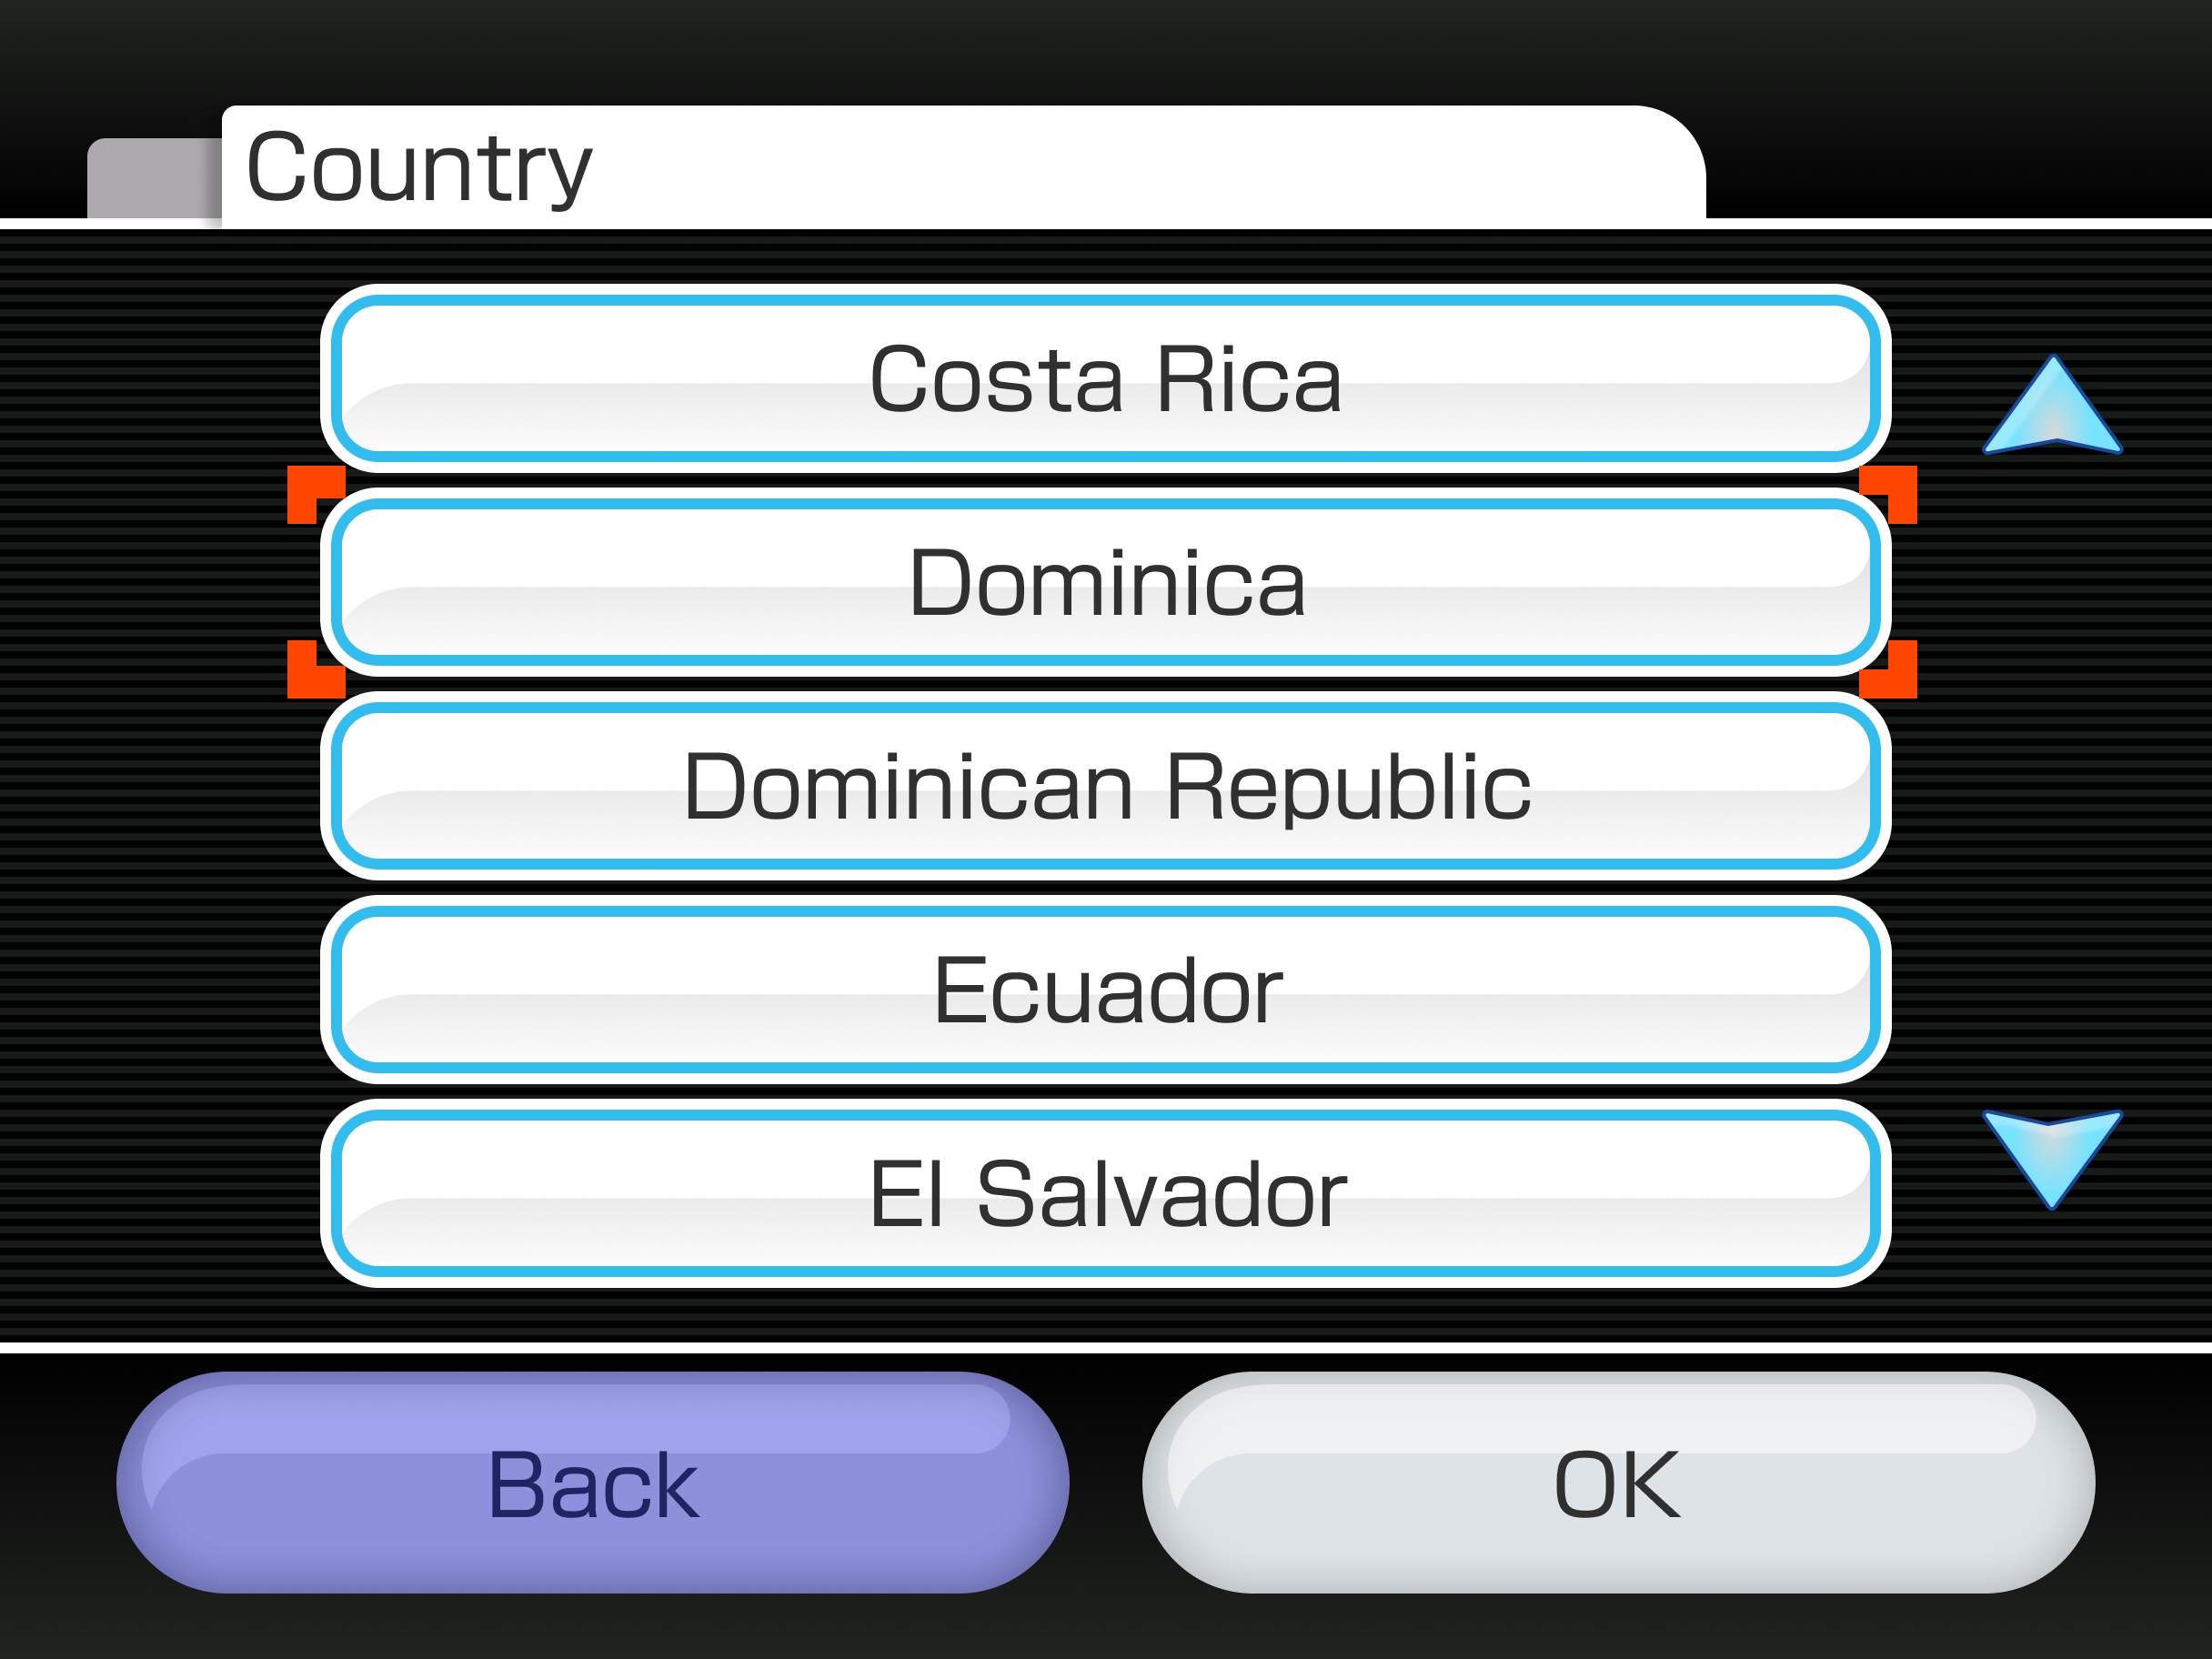 Country
Costa Rica
Dominica
Dominican Republic
Ecuador
El Salvador
Back
OK